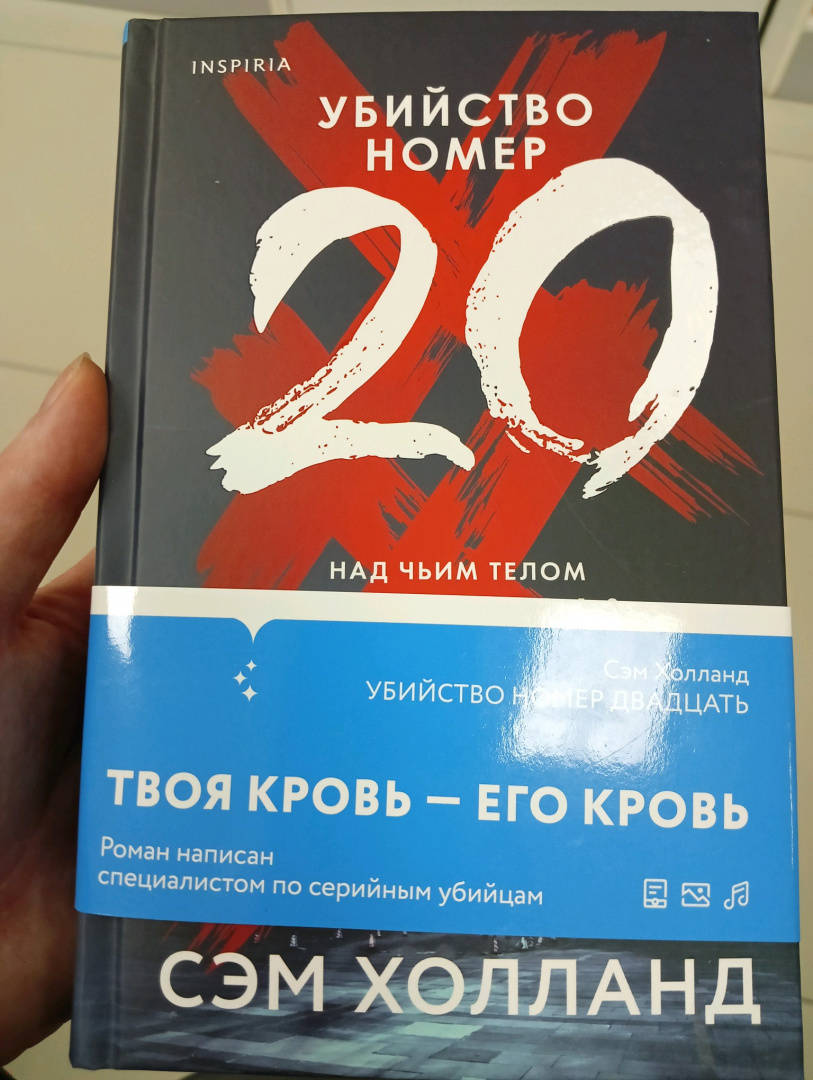 INSPIRIA
УБИЙСТВО
НОМЕР
20
НАД ЧЬИМ ТЕЛОМ
Сэм Холланд
УБИЙСТВО НОМЕР ДВАДЦАТЬ
ТВОЯ КРОВЬ — ЕГО КРОВЬ
Роман написан
специалистом по серийным убийцам
СЭМ ХОЛЛАНД